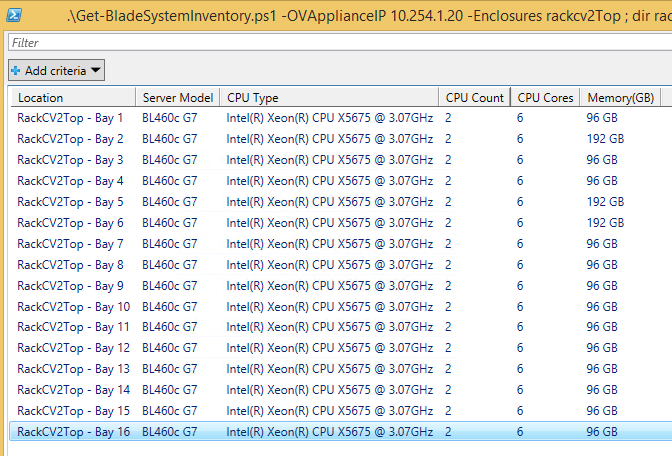 .\Get-BladeSystemInventory.ps1 -OVApplianceIP 10.254.1.20 -Enclosures rackcv2Top ; dir rac
Filter
Add criteria
Location Server Model CPU Type CPU Count CPU Cores Memory(GB)
RackCV2Top - Bay 1 BL460c G7 Intel(R) Xeon(R) CPU X5675 @ 3.07GHz 2 6 96 GB
RackCV2Top - Bay 2 BL460c G7 Intel(R) Xeon(R) CPU X5675 @ 3.07GHz 2 6 192 GB
RackCV2Top - Bay 3 BL460c G7 Intel(R) Xeon(R) CPU X5675 @ 3.07GHz 2 6 96 GB
RackCV2Top - Bay 4 BL460c G7 Intel(R) Xeon(R) CPU X5675 @ 3.07GHz 2 6 96 GB
RackCV2Top - Bay 5 BL460c G7 Intel(R) Xeon(R) CPU X5675 @ 3.07GHz 2 6 192 GB
RackCV2Top - Bay 6 BL460c G7 Intel(R) Xeon(R) CPU X5675 @ 3.07GHz 2 6 192 GB
RackCV2Top - Bay 7 BL460c G7 Intel(R) Xeon(R) CPU X5675 @ 3.07GHz 2 6 96 GB
RackCV2Top - Bay 8 BL460c G7 Intel(R) Xeon(R) CPU X5675 @ 3.07GHz 2 6 96 GB
RackCV2Top - Bay 9 BL460c G7 Intel(R) Xeon(R) CPU X5675 @ 3.07GHz 2 6 96 GB
RackCV2Top - Bay 10 BL460c G7 Intel(R) Xeon(R) CPU X5675 @ 3.07GHz 2 6 96 GB
RackCV2Top - Bay 11 BL460c G7 Intel(R) Xeon(R) CPU X5675 @ 3.07GHz 2 6 96 GB
RackCV2Top - Bay 12 BL460c G7 Intel(R) Xeon(R) CPU X5675 @ 3.07GHz 2 6 96 GB
RackCV2Top - Bay 13 BL460c G7 Intel(R) Xeon(R) CPU X5675 @ 3.07GHz 2 6 96 GB
RackCV2Top - Bay 14 BL460c G7 Intel(R) Xeon(R) CPU X5675 @ 3.07GHz 2 6 96 GB
RackCV2Top - Bay 15 BL460c G7 Intel(R) Xeon(R) CPU X5675 @ 3.07GHz 2 6 96 GB
RackCV2Top - Bay 16 BL460c G7 Intel(R) Xeon(R) CPU X5675 @ 3.07GHz 2 6 96 GB